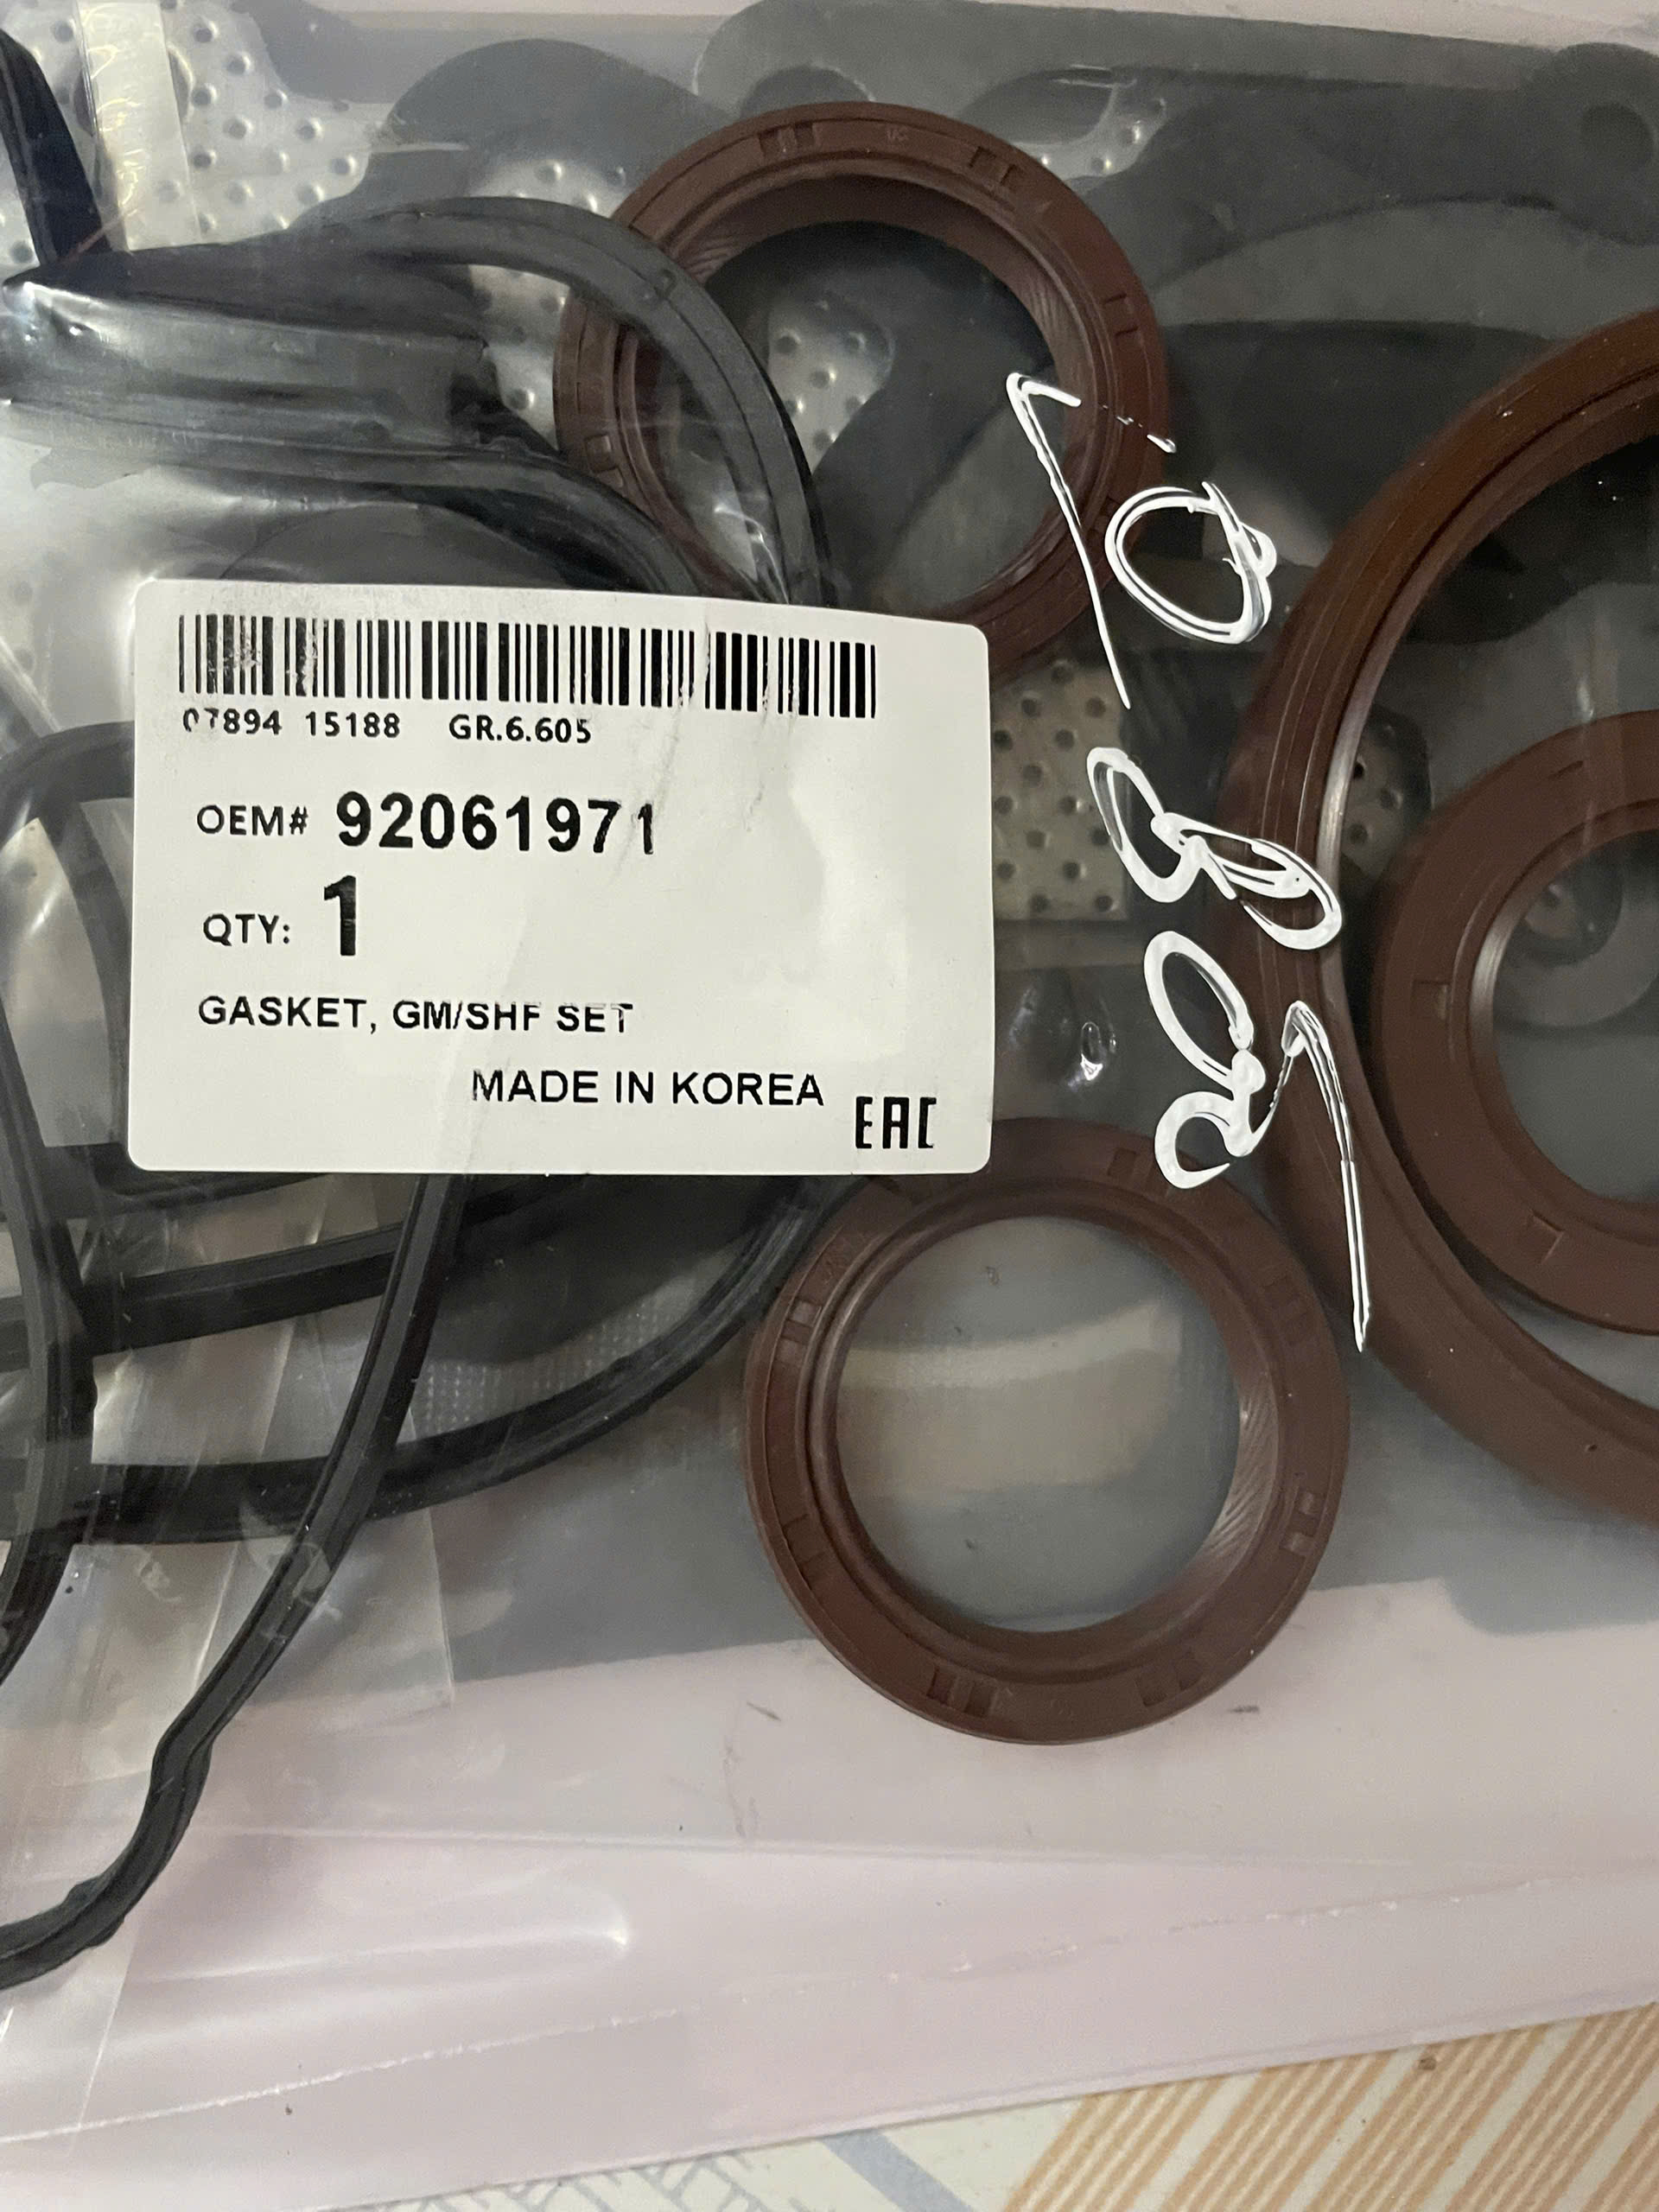 07894 15188 GR.6.605
OEM# 92061971
QTY: 1
GASKET, GM/SHF SET
MADE IN KOREA
EAC